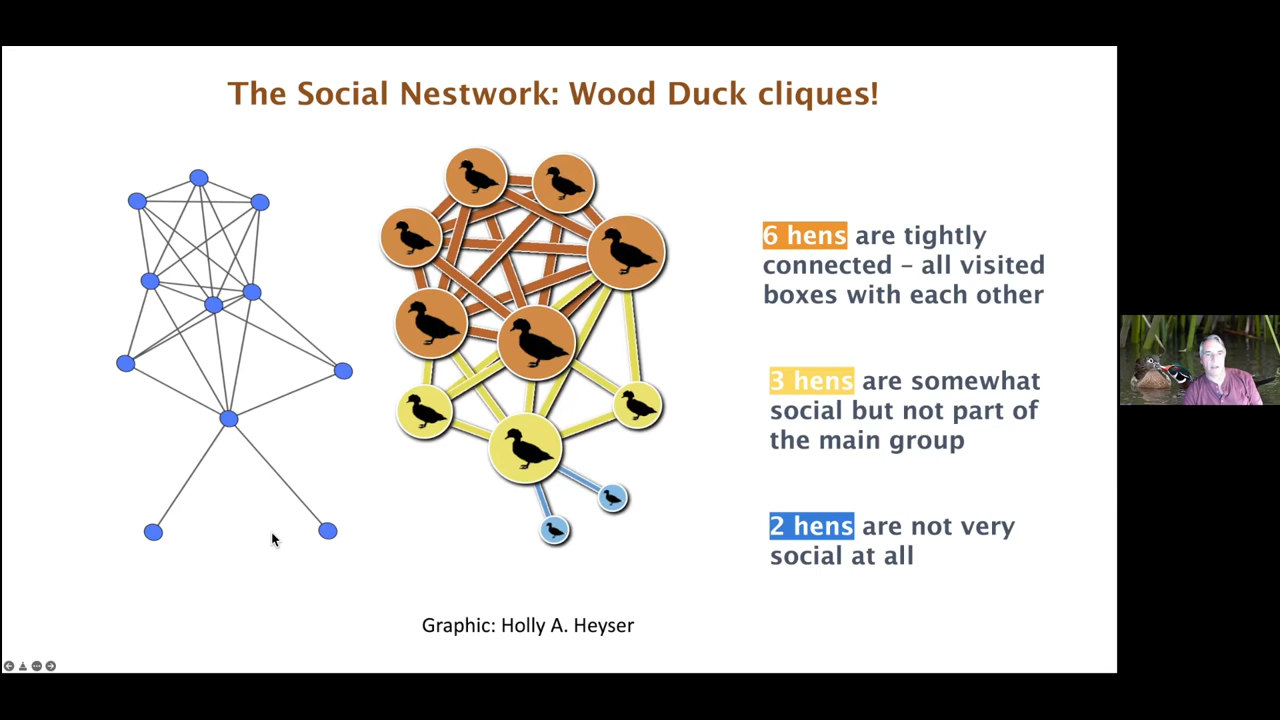 The Social Nestwork: Wood Duck cliques!
6 hens are tightly
connected – all visited
boxes with each other
3 hens are somewhat
social but not part of
the main group
2 hens are not very
social at all
Graphic: Holly A. Heyser